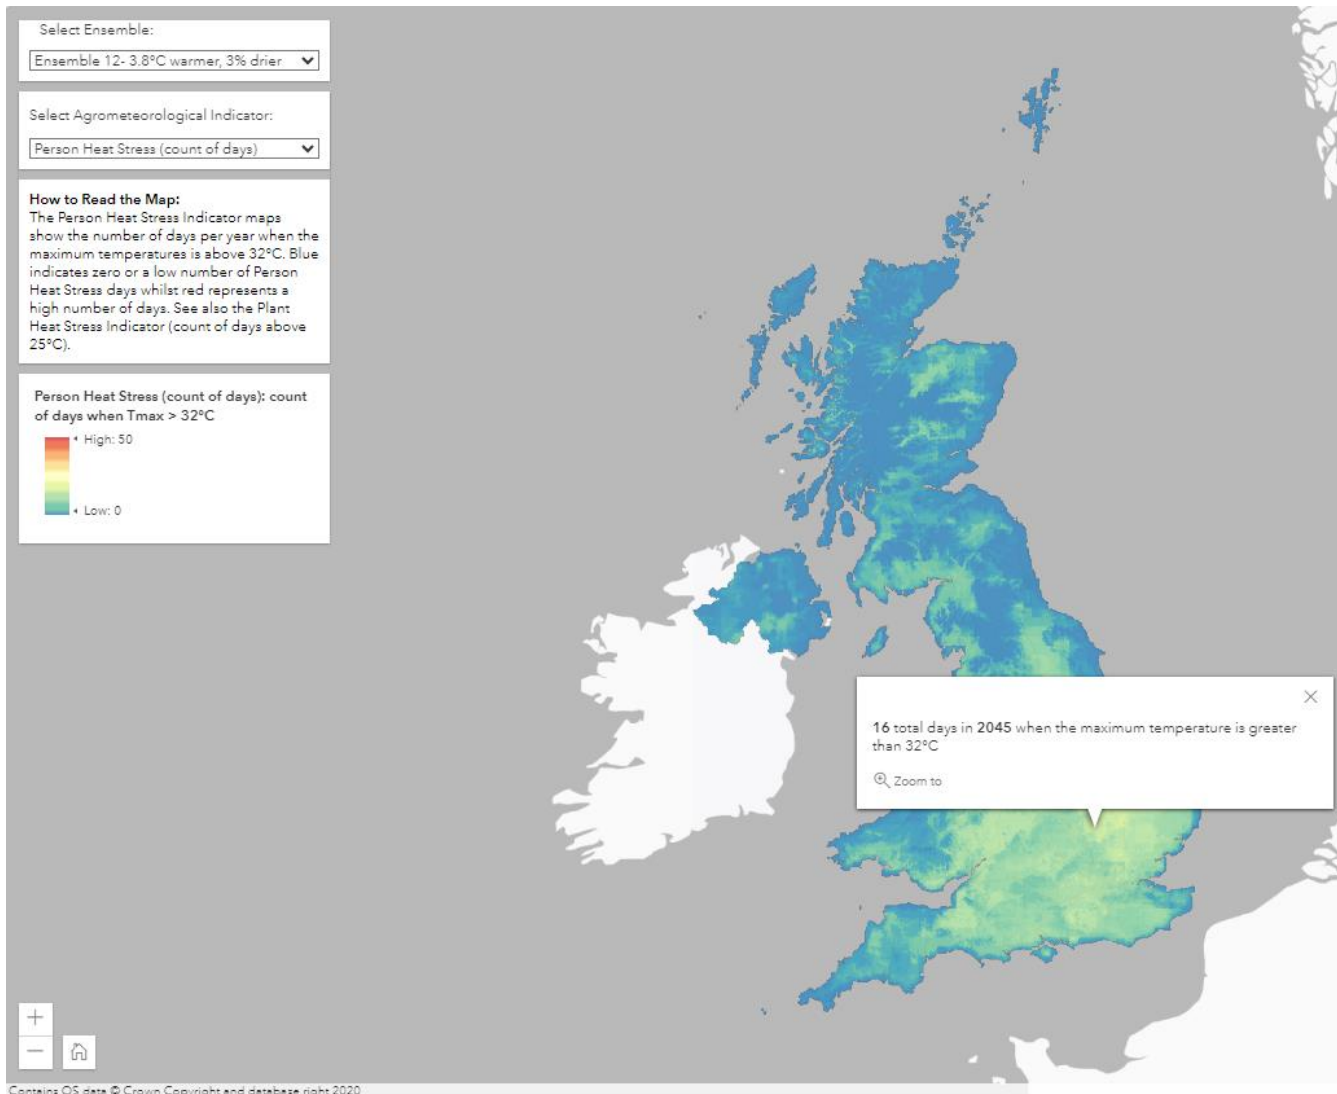 Select Ensemble:
Ensemble 12- 3.8°C warmer, 3% drier
Select Agrometeorological Indicator:
Person Heat Stress (count of days)
How to Read the Map:
The Person Heat Stress Indicator maps
show the number of days per year when the
maximum temperatures is above 32°C. Blue
indicates zero or a low number of Person
Heat Stress days whilst red represents a
high number of days. See also the Plant
Heat Stress Indicator (count of days above
25°C).
Person Heat Stress (count of days): count
of days when Tmax > 32°C
High: 50
Low: 0
16 total days in 2045 when the maximum temperature is greater
than 32°C
Zoom to
Contains OS data © Crown Copyright and database right 2020